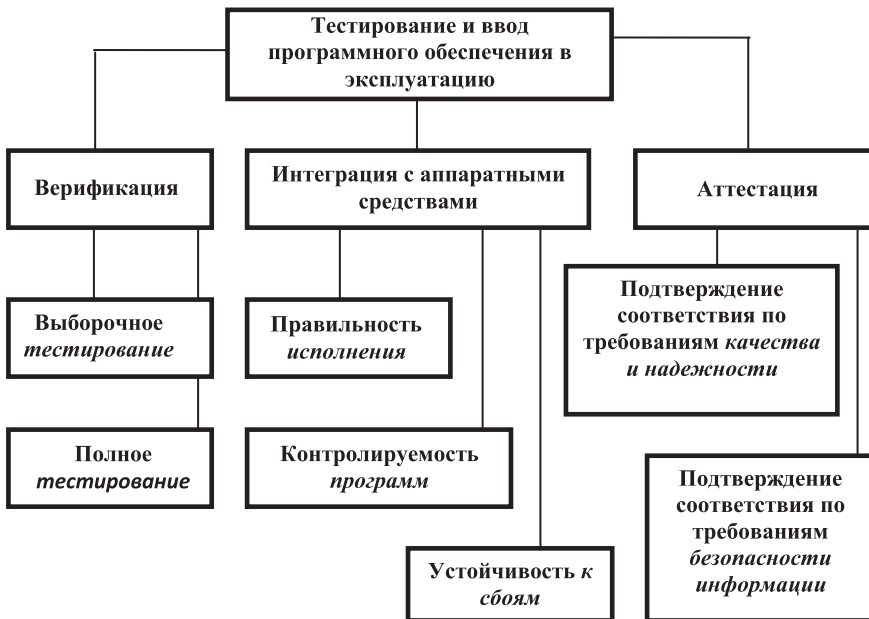 Тестирование и ввод
программного обеспечения в
эксплуатацию
Верификация
Интеграция с аппаратными
средствами
Аттестация
Выборочное
тестирование
Правильность
исполнения
Подтверждение
соответствия по
требованиям качества
и надежности
Полное
тестирование
Контролируемость
программ
Подтверждение
соответствия по
требованиям
безопасности
информации
Устойчивость к
сбоям